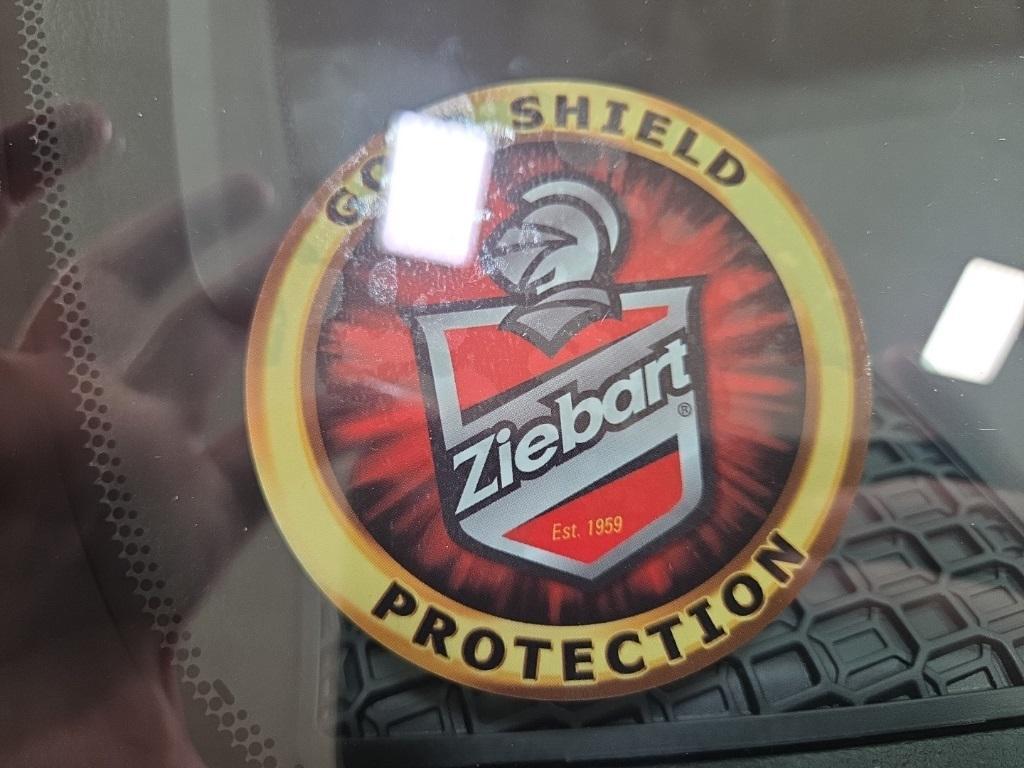 SHIELD
Ziebart®
Est. 1959
PROTECTION